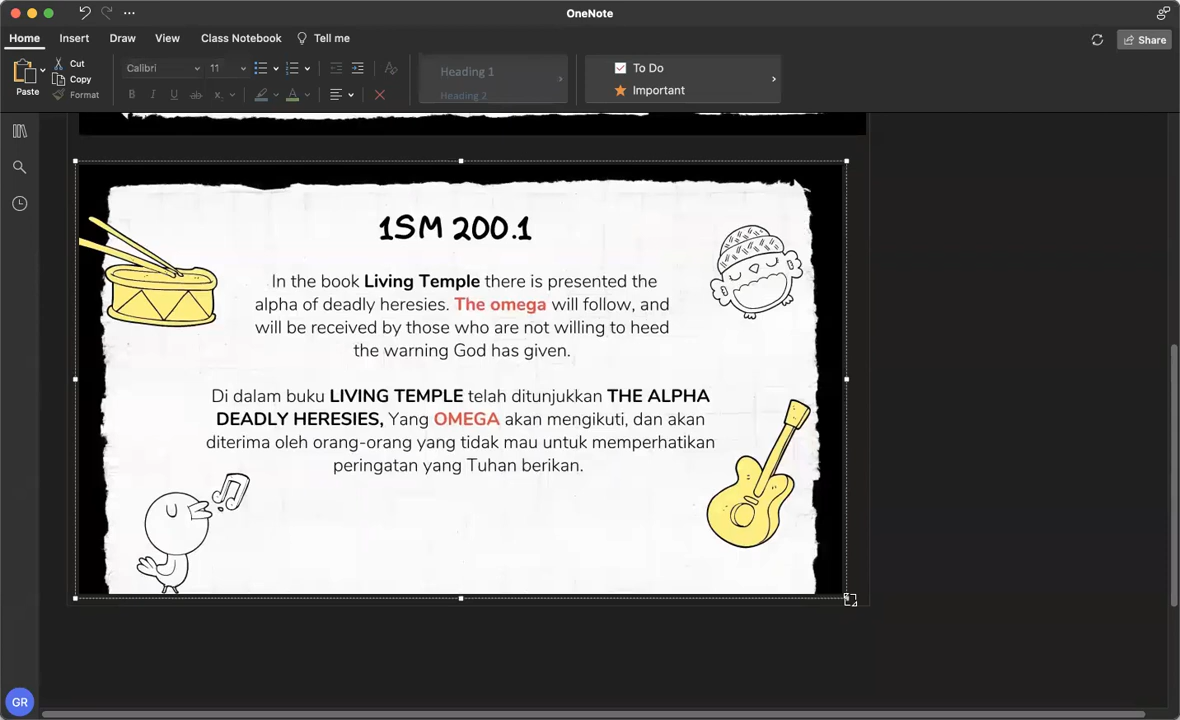 OneNote
Home Insert Draw View Class Notebook Tell me
Share
Paste
Cut
Copy
Format
Calibri 11
B I U ab x A
Heading 1
Heading 2
To Do
Important
1SM 200.1
In the book Living Temple there is presented the
alpha of deadly heresies. The omega will follow, and
will be received by those who are not willing to heed
the warning God has given.
Di dalam buku LIVING TEMPLE telah ditunjukkan THE ALPHA
DEADLY HERESIES, Yang OMEGA akan mengikuti, dan akan
diterima oleh orang-orang yang tidak mau untuk memperhatikan
peringatan yang Tuhan berikan.
GR